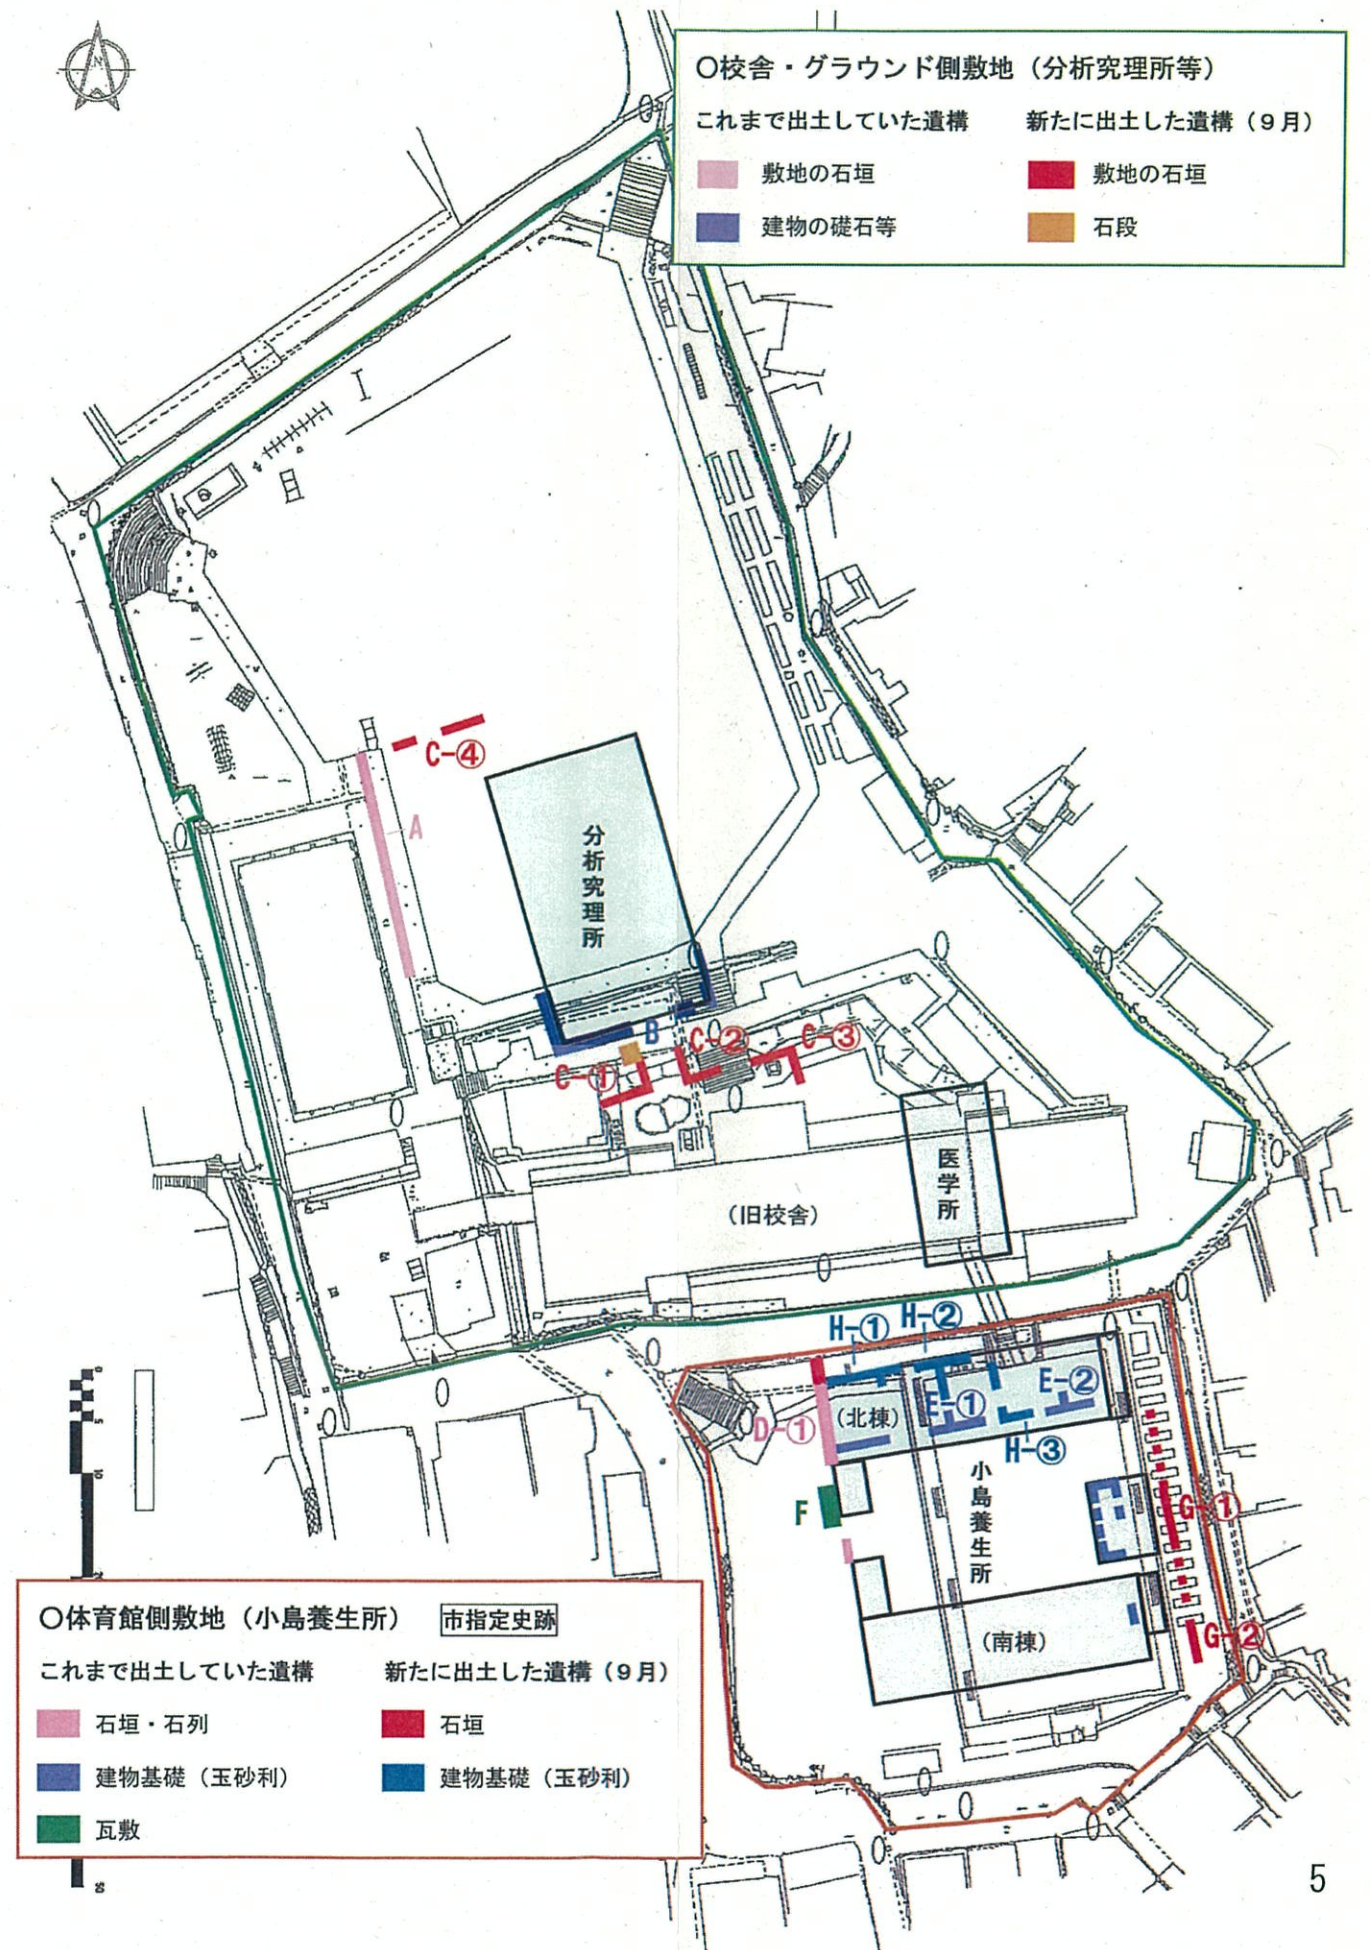 N
〇校舎・グラウンド側敷地（分析究理所等）
これまで出土していた遺構　新たに出土した遺構（９月）
敷地の石垣　敷地の石垣
建物の礎石等　石段
C-④
A
分析究理所
B
C-②
C-③
C-①
医学所
（旧校舎）
H-①
H-②
E-①
E-②
D-①
（北棟）
H-③
F
小島養生所
G-①
（南棟）
G-②
0
5
10
〇体育館側敷地（小島養生所）　市指定史跡
これまで出土していた遺構　新たに出土した遺構（９月）
石垣・石列　石垣
建物基礎（玉砂利）　建物基礎（玉砂利）
瓦敷
50
5